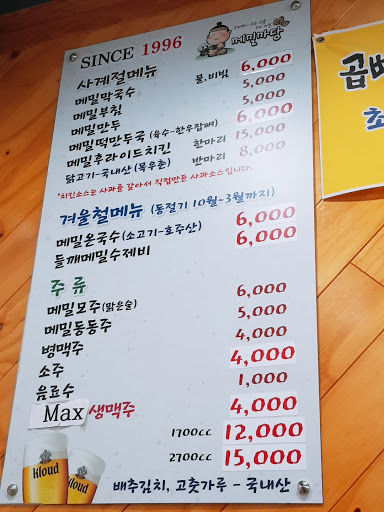 SINCE 1996
메밀마당
사계절메뉴
메밀막국수 물,비빔 6,000
메밀부침 5,000
메밀만두 5,000
메밀떡만두국 (육수-한우잡뼈) 6,000
메밀후라이드치킨 한마리 15,000
닭고기-국내산 (목우촌) 반마리 8,000
*치킨소스는 사과를 갈아서 직접만든 사과소스입니다.
겨울철메뉴 (동절기 10월~3월까지)
메밀온국수(소고기-호주산) 6,000
들깨메밀수제비 6,000
주 류
메밀모주(맑은술) 6,000
메밀동동주 5,000
병맥주 4,000
소주 4,000
음료수 1,000
Max 생맥주 4,000
1700cc 12,000
2700cc 15,000
kloud
kloud
배추김치, 고춧가루 - 국내산
곱빼